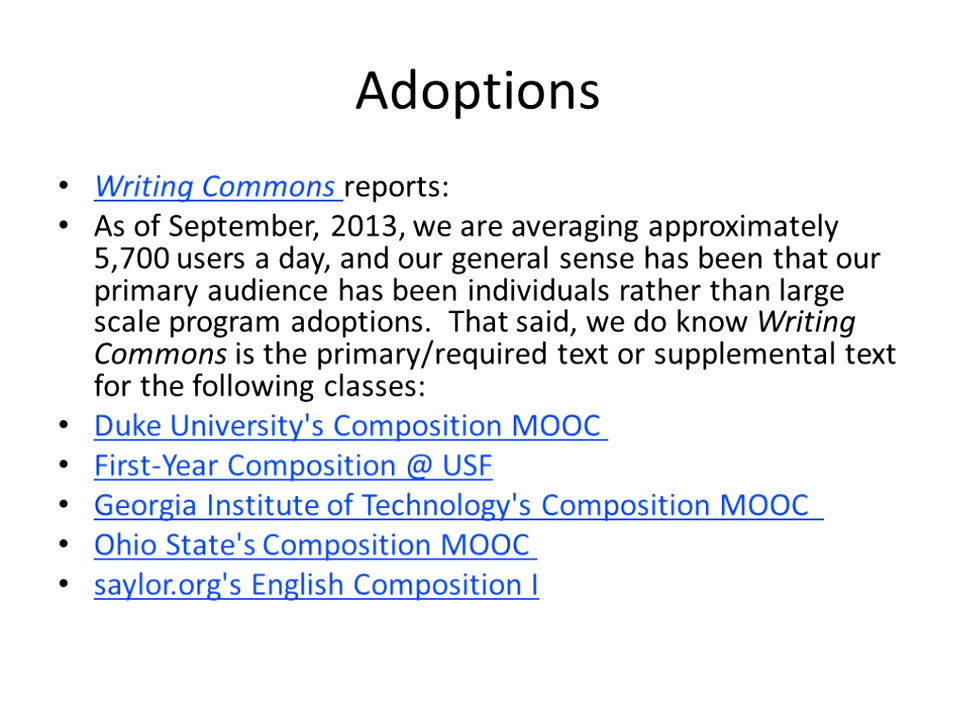 Adoptions
• Writing Commons reports:
• As of September, 2013, we are averaging approximately
5,700 users a day, and our general sense has been that our
primary audience has been individuals rather than large
scale program adoptions.  That said, we do know Writing
Commons is the primary/required text or supplemental text
for the following classes:
• Duke University's Composition MOOC
• First-Year Composition @ USF
• Georgia Institute of Technology's Composition MOOC
• Ohio State's Composition MOOC
• saylor.org's English Composition I